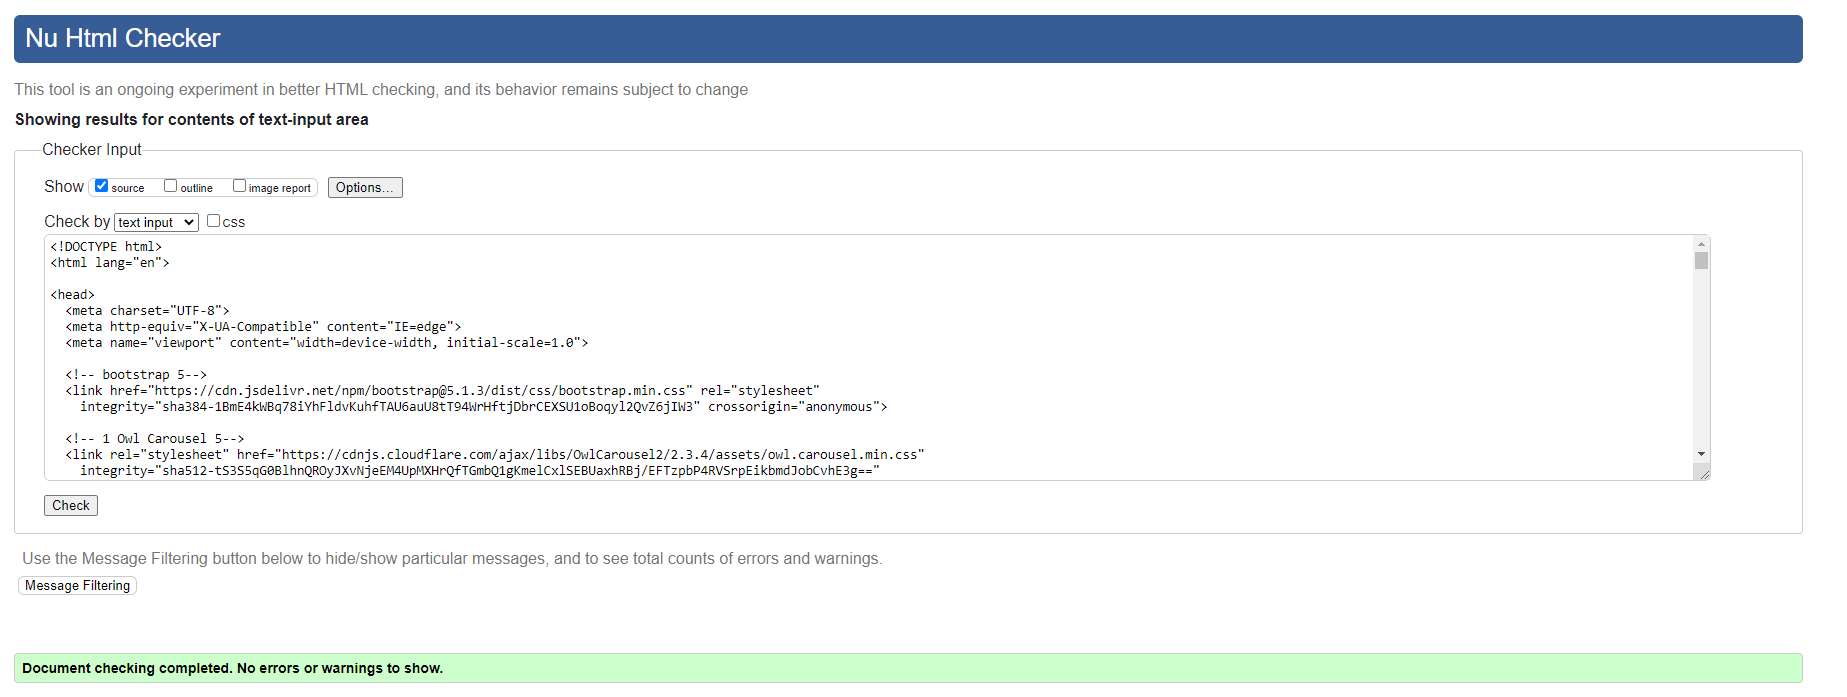 Nu Html Checker
This tool is an ongoing experiment in better HTML checking, and its behavior remains subject to change
Showing results for contents of text-input area
Checker Input
Show source outline image report Options...
Check by text input css
<!DOCTYPE html>
<html lang="en">
<head>
<meta charset="UTF-8">
<meta http-equiv="X-UA-Compatible" content="IE=edge">
<meta name="viewport" content="width=device-width, initial-scale=1.0">
<!-- bootstrap 5-->
<link href="https://cdn.jsdelivr.net/npm/bootstrap@5.1.3/dist/css/bootstrap.min.css" rel="stylesheet"
integrity="sha384-1BmE4kWBq78iYhFldvKuhfTAU6auU8tT94WrHftjDbrCEXSU1oBoqyl2QvZ6jIW3" crossorigin="anonymous">
<!-- 1 Owl Carousel 5-->
<link rel="stylesheet" href="https://cdnjs.cloudflare.com/ajax/libs/OwlCarousel2/2.3.4/assets/owl.carousel.min.css"
integrity="sha512-tS3S5qG0BlhnQROyJXvNjeEM4UpMXHrQfTGmbQ1gKmelCxlSEBUaxhRBj/EFTzpbP4RVSrpEikbmdJobCvhE3g=="
Check
Use the Message Filtering button below to hide/show particular messages, and to see total counts of errors and warnings.
Message Filtering
Document checking completed. No errors or warnings to show.